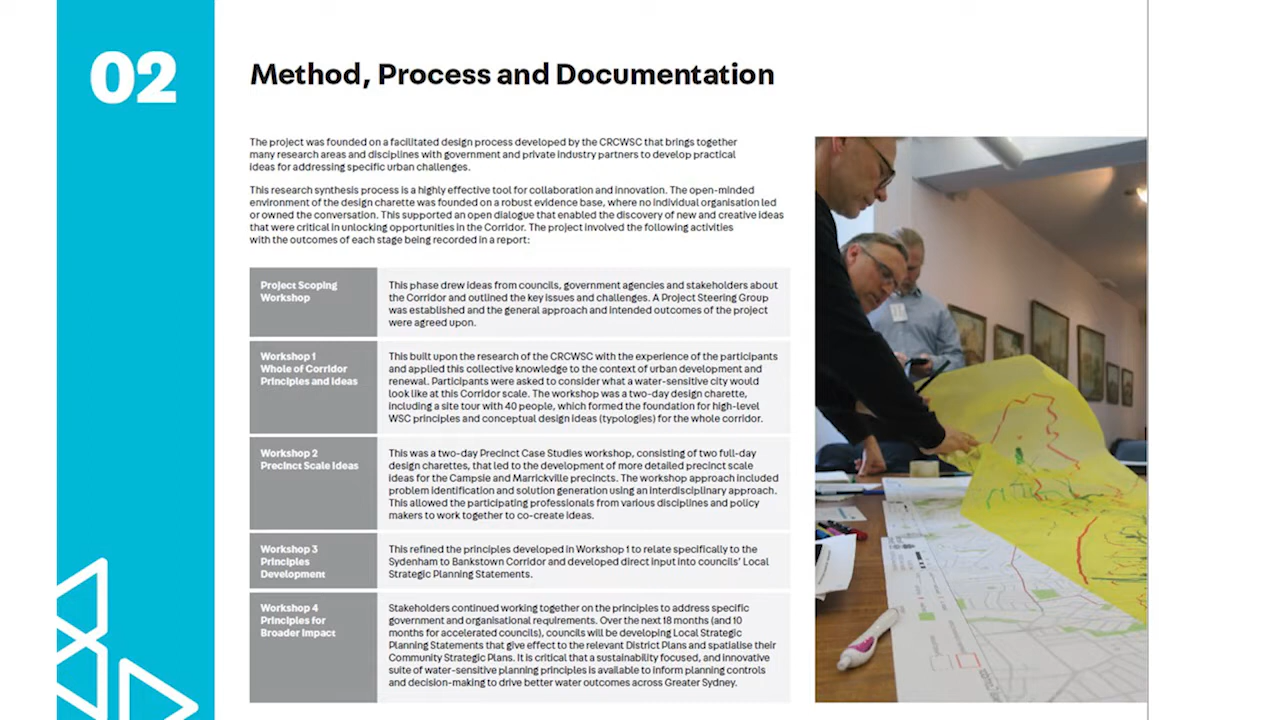 02
Method, Process and Documentation
The project was founded on a facilitated design process developed by the CRCWSC that brings together
many research areas and disciplines with government and private industry partners to develop practical
ideas for addressing specific urban challenges.
This research synthesis process is a highly effective tool for collaboration and innovation. The open-minded
environment of the design charette was founded on a robust evidence base, where no individual organisation led
or owned the conversation. This supported an open dialogue that enabled the discovery of new and creative ideas
that were critical in unlocking opportunities in the Corridor. The project involved the following activities
with the outcomes of each stage being recorded in a report:
Project Scoping
Workshop
This phase drew ideas from councils, government agencies and stakeholders about
the Corridor and outlined the key issues and challenges. A Project Steering Group
was established and the general approach and intended outcomes of the project
were agreed upon.
Workshop 1
Whole of Corridor
Principles and Ideas
This built upon the research of the CRCWSC with the experience of the participants
and applied this collective knowledge to the context of urban development and
renewal. Participants were asked to consider what a water-sensitive city would
look like at this Corridor scale. The workshop was a two-day design charette,
including a site tour with 40 people, which formed the foundation for high-level
WSC principles and conceptual design ideas (typologies) for the whole corridor.
Workshop 2
Precinct Scale Ideas
This was a two-day Precinct Case Studies workshop, consisting of two full-day
design charettes, that led to the development of more detailed precinct scale
ideas for the Campsie and Marrickville precincts. The workshop approach included
problem identification and solution generation using an interdisciplinary approach.
This allowed the participating professionals from various disciplines and policy
makers to work together to co-create ideas.
Workshop 3
Principles
Development
This refined the principles developed in Workshop 1 to relate specifically to the
Sydenham to Bankstown Corridor and developed direct input into councils' Local
Strategic Planning Statements.
Workshop 4
Principles for
Broader Impact
Stakeholders continued working together on the principles to address specific
government and organisational requirements. Over the next 18 months (and 10
months for accelerated councils), councils will be developing Local Strategic
Planning Statements that give effect to the relevant District Plans and spatialise their
Community Strategic Plans. It is critical that a sustainability focused, and innovative
suite of water-sensitive planning principles is available to inform planning controls
and decision-making to drive better water outcomes across Greater Sydney.